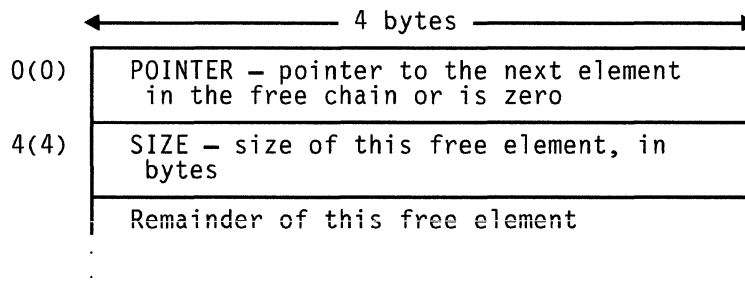 4 bytes
0(0) POINTER — pointer to the next element
in the free chain or is zero
4(4) SIZE — size of this free element, in
bytes
Remainder of this free element